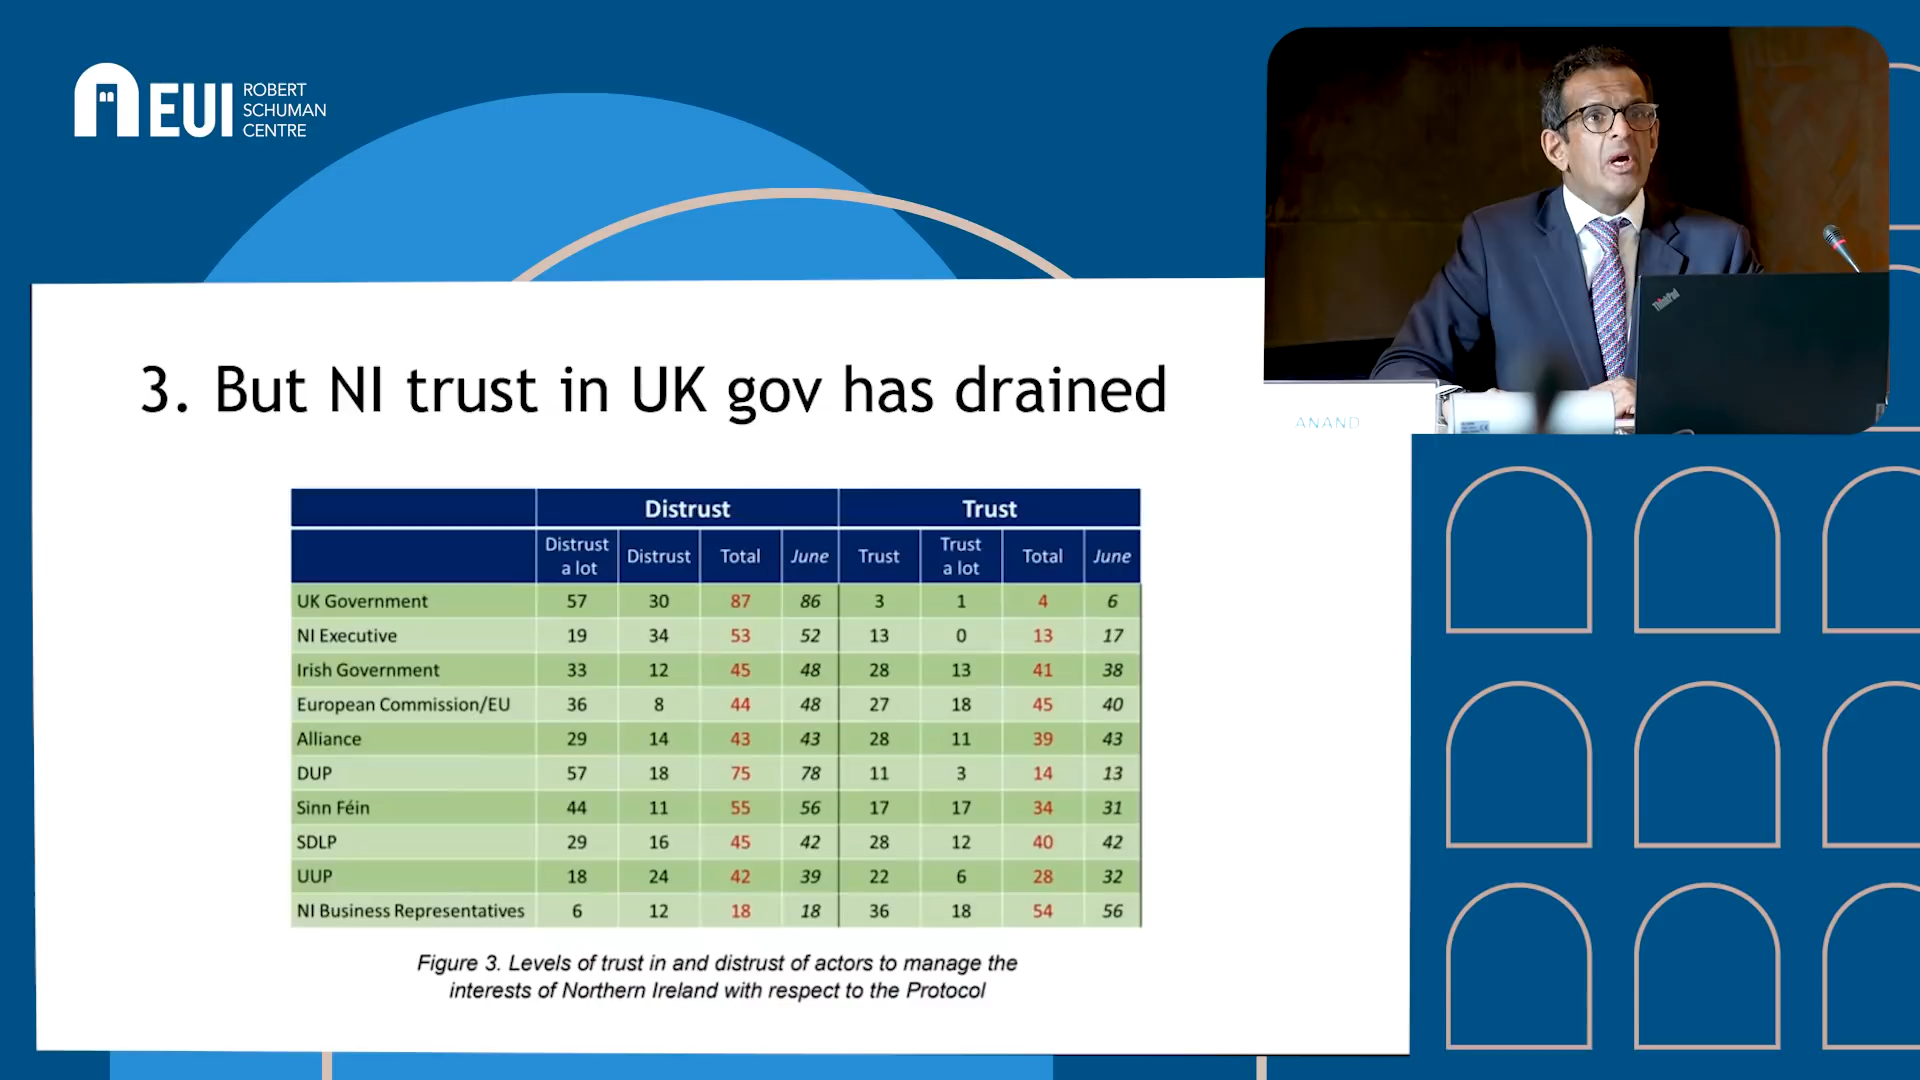 EUI
ROBERT
SCHUMAN
CENTRE
ThinkPad
ANAND
3. But NI trust in UK gov has drained
Distrust Trust
Distrust a lot Distrust Total June Trust Trust a lot Total June
UK Government 57 30 87 86 3 1 4 6
NI Executive 19 34 53 52 13 0 13 17
Irish Government 33 12 45 48 28 13 41 38
European Commission/EU 36 8 44 48 27 18 45 40
Alliance 29 14 43 43 28 11 39 43
DUP 57 18 75 78 11 3 14 13
Sinn Féin 44 11 55 56 17 17 34 31
SDLP 29 16 45 42 28 12 40 42
UUP 18 24 42 39 22 6 28 32
NI Business Representatives 6 12 18 18 36 18 54 56
Figure 3. Levels of trust in and distrust of actors to manage the
interests of Northern Ireland with respect to the Protocol